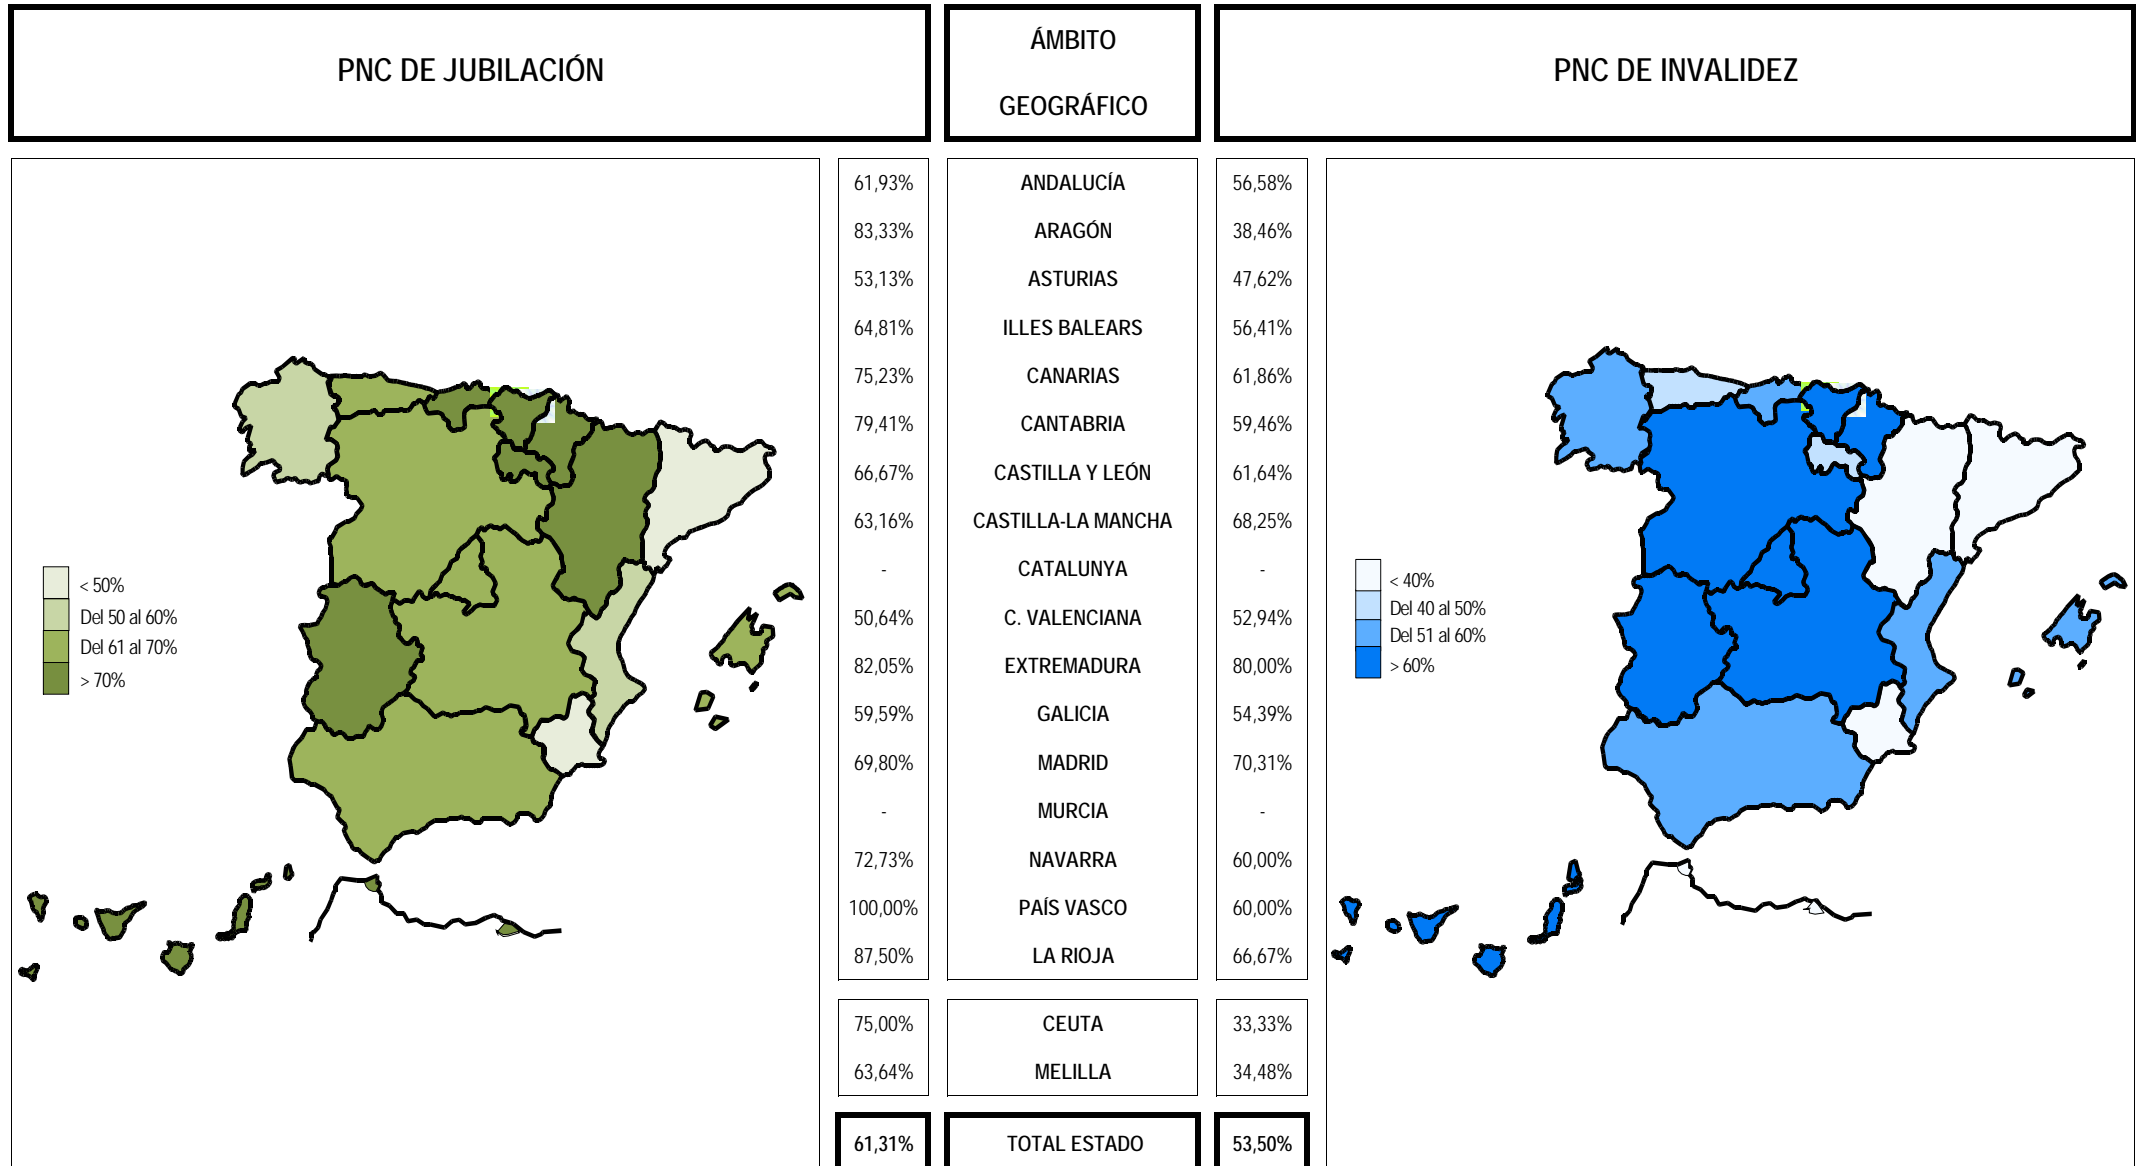 PNC DE JUBILACIÓN
ÁMBITO
GEOGRÁFICO
PNC DE INVALIDEZ
61,93% ANDALUCÍA 56,58%
83,33% ARAGÓN 38,46%
53,13% ASTURIAS 47,62%
64,81% ILLES BALEARS 56,41%
75,23% CANARIAS 61,86%
79,41% CANTABRIA 59,46%
66,67% CASTILLA Y LEÓN 61,64%
63,16% CASTILLA-LA MANCHA 68,25%
- CATALUNYA -
50,64% C. VALENCIANA 52,94%
82,05% EXTREMADURA 80,00%
59,59% GALICIA 54,39%
69,80% MADRID 70,31%
- MURCIA -
72,73% NAVARRA 60,00%
100,00% PAÍS VASCO 60,00%
87,50% LA RIOJA 66,67%
75,00% CEUTA 33,33%
63,64% MELILLA 34,48%
61,31% TOTAL ESTADO 53,50%
< 50%
Del 50 al 60%
Del 61 al 70%
> 70%
< 40%
Del 40 al 50%
Del 51 al 60%
> 60%